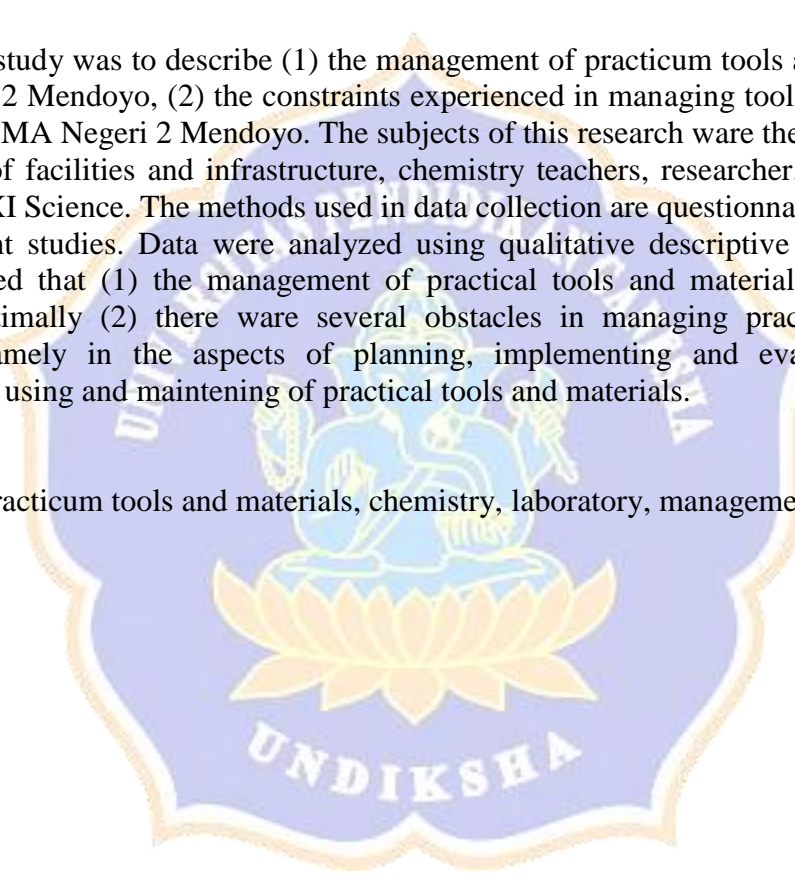 study was to describe (1) the management of practicum tools a
2 Mendoyo, (2) the constraints experienced in managing tool
MA Negeri 2 Mendoyo. The subjects of this research ware the
of facilities and infrastructure, chemistry teachers, researcher.
XI Science. The methods used in data collection are questionna
nt studies. Data were analyzed using qualitative descriptive
ed that (1) the management of practical tools and material
timally (2) there ware several obstacles in managing prac
amely in the aspects of planning, implementing and eva
using and maintening of practical tools and materials.
racticum tools and materials, chemistry, laboratory, manageme
UNIVERSITAS PENDIDIKAN GANESHA
UNDIKSHA